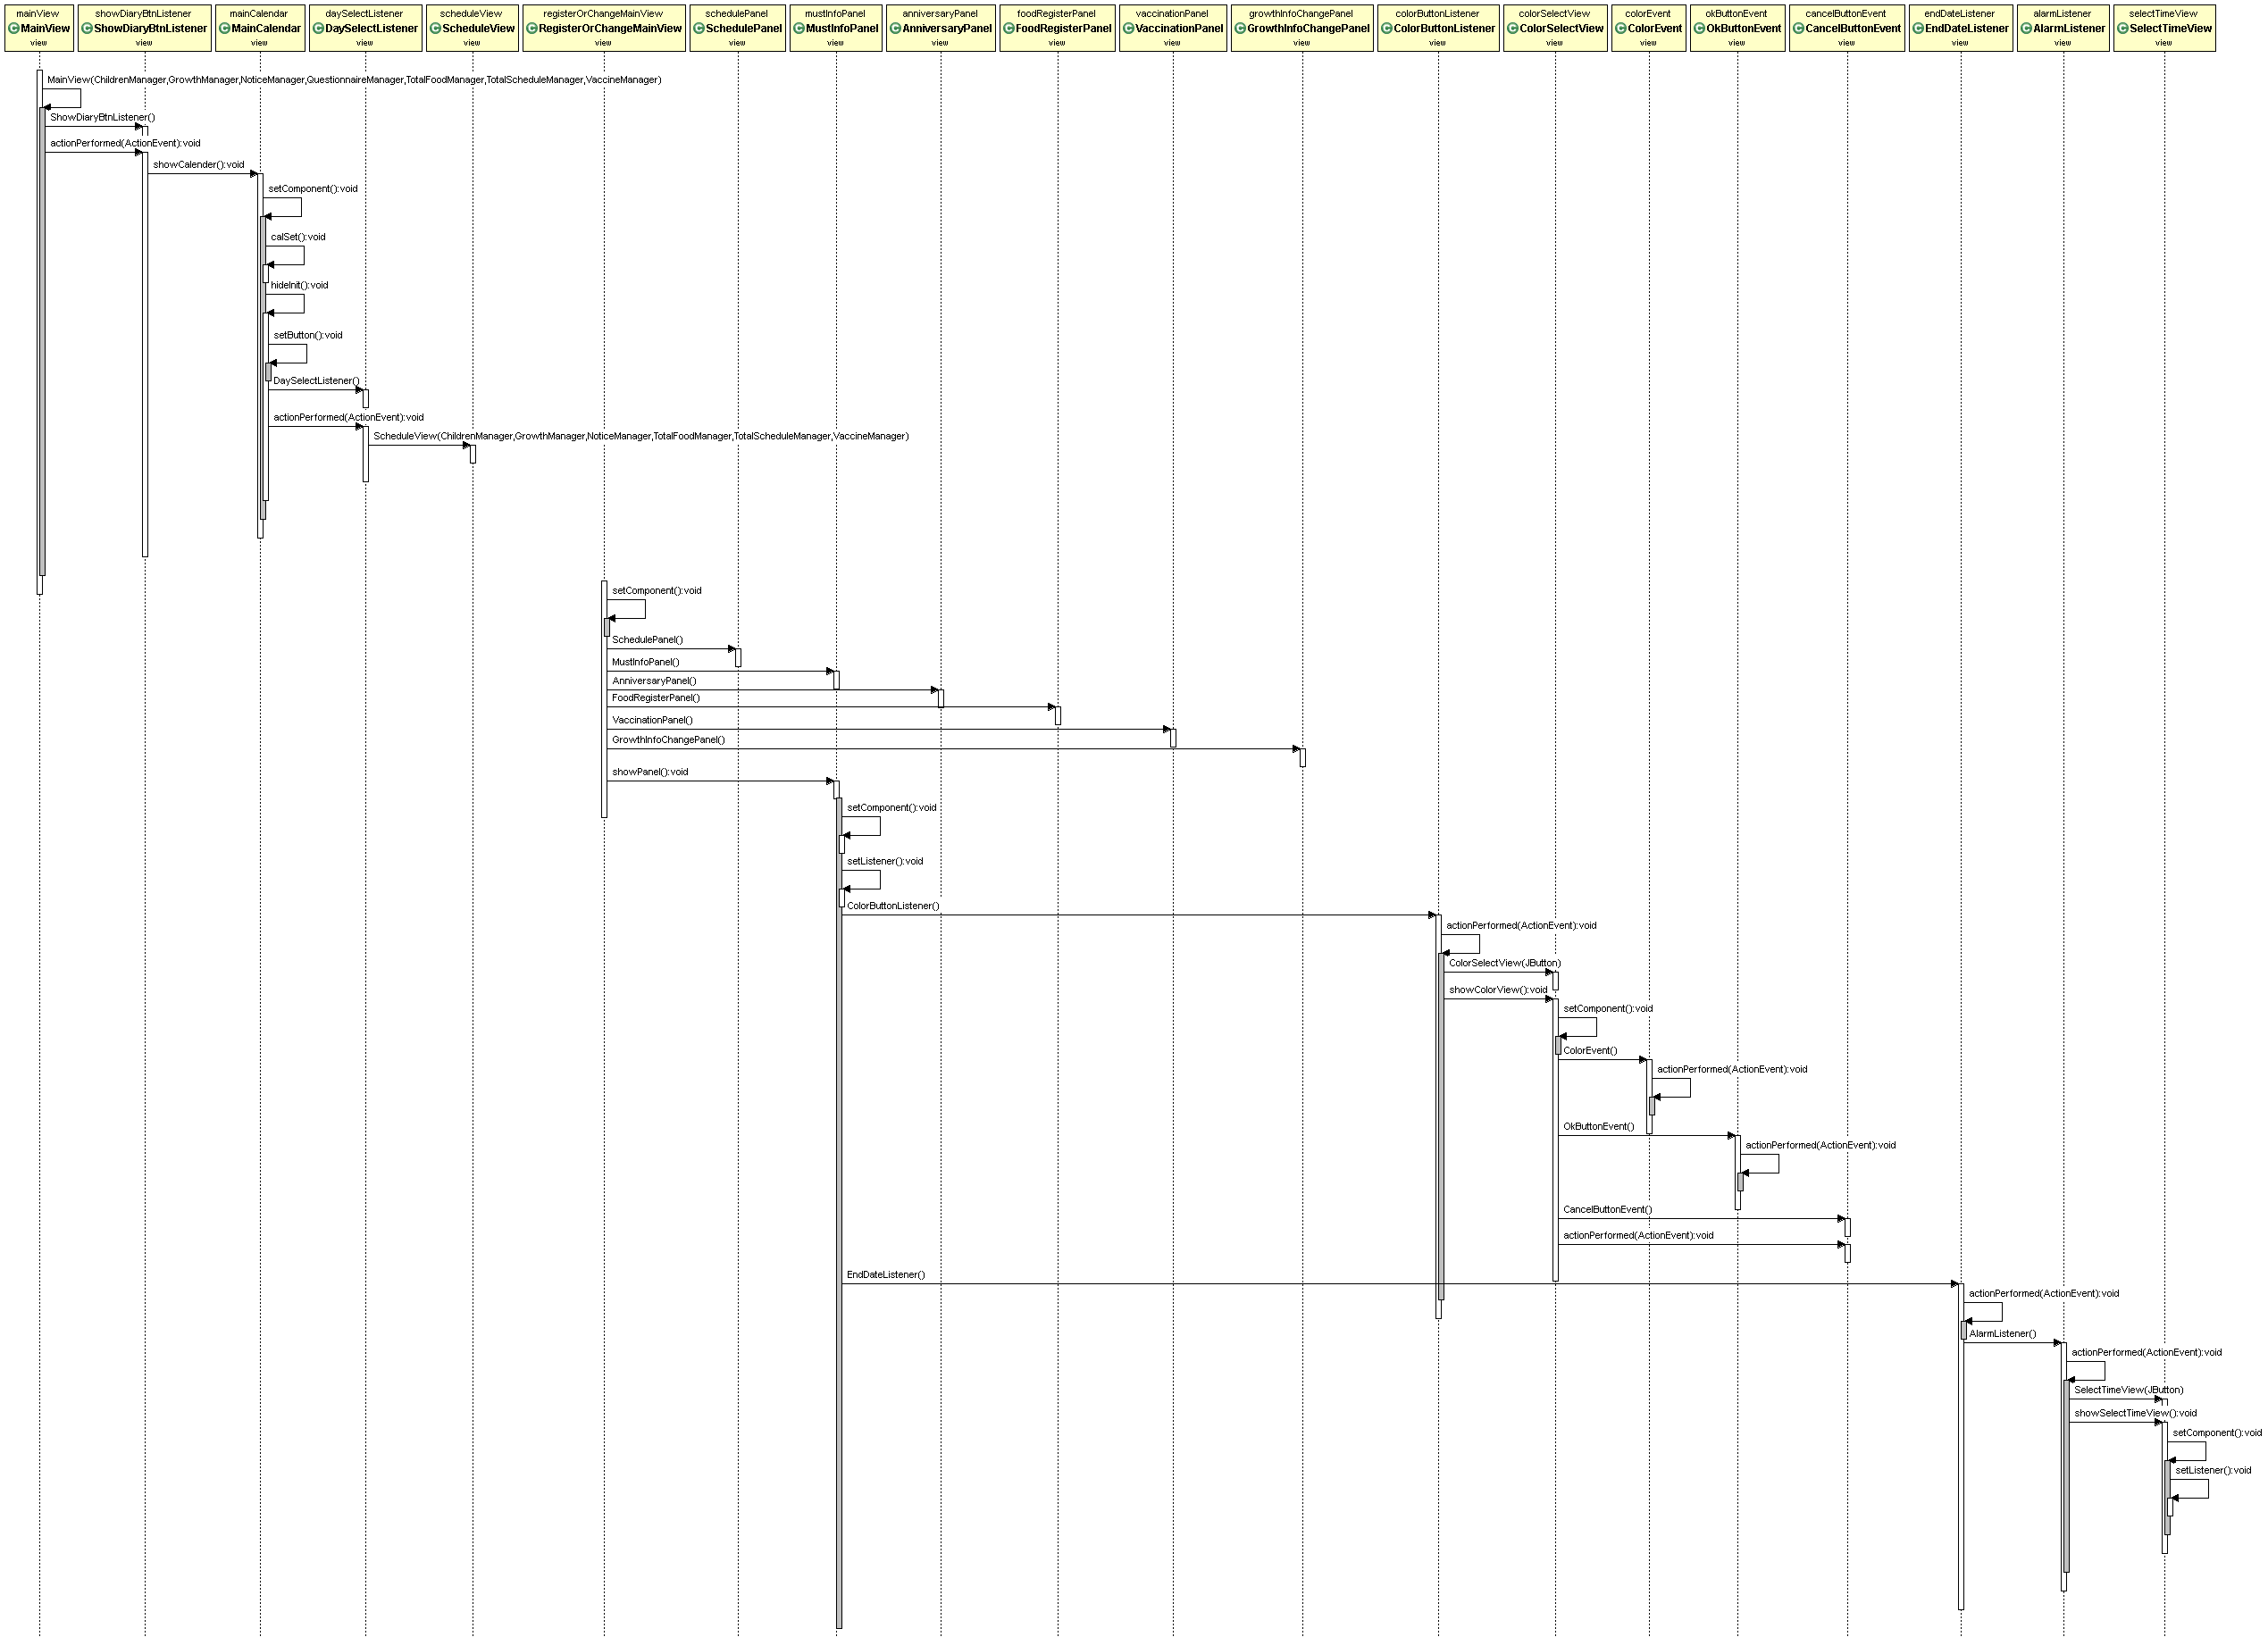 mainView
MainView
view
showDiaryBtnListener
ShowDiaryBtnListener
view
mainCalendar
MainCalendar
view
daySelectListener
DaySelectListener
view
scheduleView
ScheduleView
view
registerOrChangeMainView
RegisterOrChangeMainView
view
schedulePanel
SchedulePanel
view
mustInfoPanel
MustInfoPanel
view
anniversaryPanel
AnniversaryPanel
view
foodRegisterPanel
FoodRegisterPanel
view
vaccinationPanel
VaccinationPanel
view
growthInfoChangePanel
GrowthInfoChangePanel
view
colorButtonListener
ColorButtonListener
view
colorSelectView
ColorSelectView
view
colorEvent
ColorEvent
view
okButtonEvent
OkButtonEvent
view
cancelButtonEvent
CancelButtonEvent
view
endDateListener
EndDateListener
view
alarmListener
AlarmListener
view
selectTimeView
SelectTimeView
view
MainView(ChildrenManager,GrowthManager,NoticeManager,QuestionnaireManager,TotalFoodManager,TotalScheduleManager,VaccineManager)
ShowDiaryBtnListener()
actionPerformed(ActionEvent):void
showCalender():void
setComponent():void
calSet():void
hideInit():void
setButton():void
DaySelectListener()
actionPerformed(ActionEvent):void
ScheduleView(ChildrenManager,GrowthManager,NoticeManager,TotalFoodManager,TotalScheduleManager,VaccineManager)
setComponent():void
SchedulePanel()
MustInfoPanel()
AnniversaryPanel()
FoodRegisterPanel()
VaccinationPanel()
GrowthInfoChangePanel()
showPanel():void
setComponent():void
setListener():void
ColorButtonListener()
actionPerformed(ActionEvent):void
ColorSelectView(JButton)
showColorView():void
setComponent():void
ColorEvent()
actionPerformed(ActionEvent):void
OkButtonEvent()
actionPerformed(ActionEvent):void
CancelButtonEvent()
actionPerformed(ActionEvent):void
EndDateListener()
actionPerformed(ActionEvent):void
AlarmListener()
actionPerformed(ActionEvent):void
SelectTimeView(JButton)
showSelectTimeView():void
setComponent():void
setListener():void